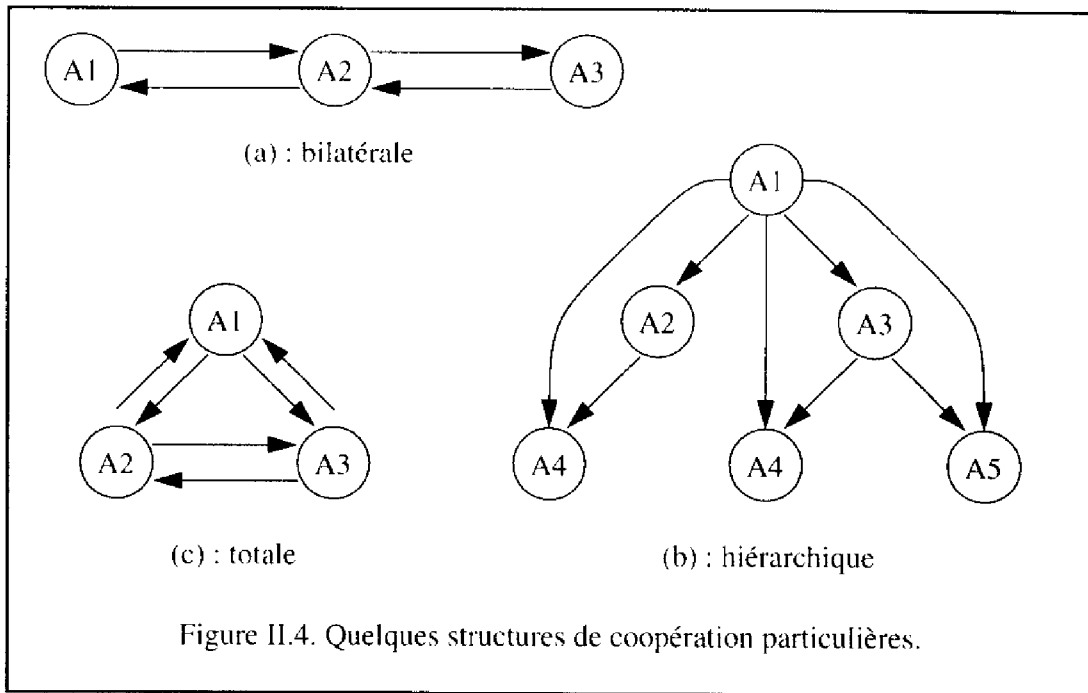 A1 A2 A3
(a) : bilatérale
A1
A2 A3
A4 A4 A5
(b) : hiérarchique
A1
A2 A3
(c) : totale
Figure II.4. Quelques structures de coopération particulières.